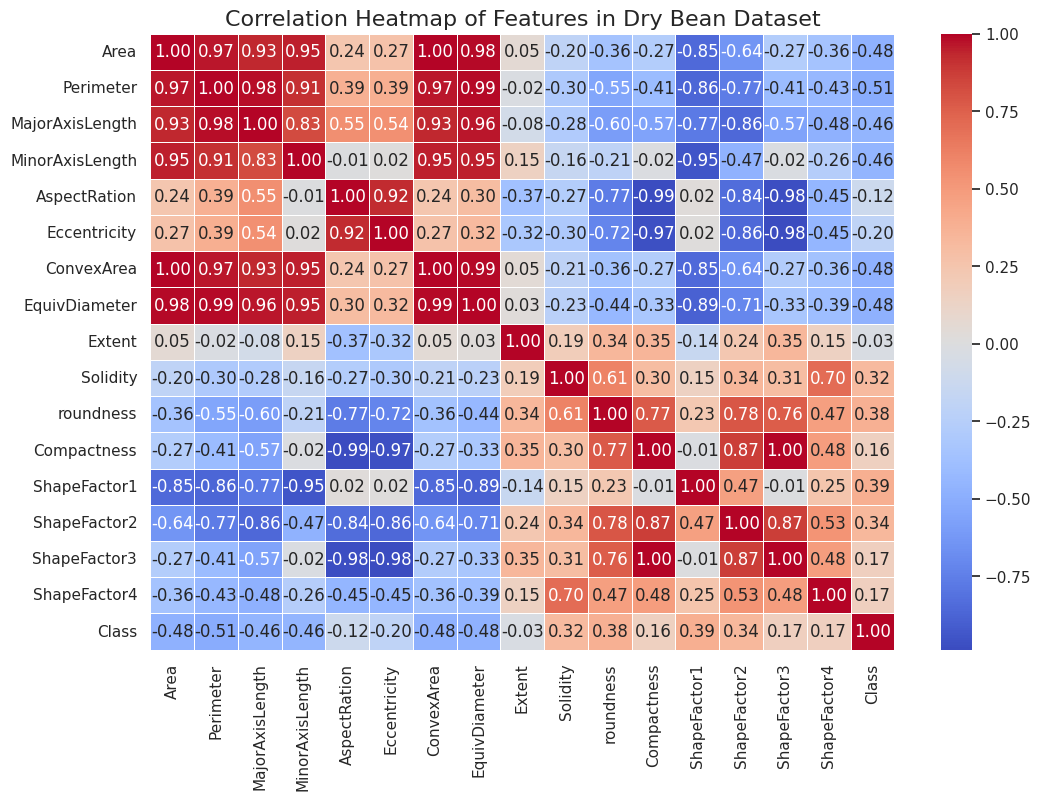 Correlation Heatmap of Features in Dry Bean Dataset
Area 1.00 0.97 0.93 0.95 0.24 0.27 1.00 0.98 0.05 -0.20 -0.36 -0.27 -0.85 -0.64 -0.27 -0.36 -0.48
Perimeter 0.97 1.00 0.98 0.91 0.39 0.39 0.97 0.99 -0.02 -0.30 -0.55 -0.41 -0.86 -0.77 -0.41 -0.43 -0.51
MajorAxisLength 0.93 0.98 1.00 0.83 0.55 0.54 0.93 0.96 -0.08 -0.28 -0.60 -0.57 -0.77 -0.86 -0.57 -0.48 -0.46
MinorAxisLength 0.95 0.91 0.83 1.00 -0.01 0.02 0.95 0.95 0.15 -0.16 -0.21 -0.02 -0.95 -0.47 -0.02 -0.26 -0.46
AspectRation 0.24 0.39 0.55 -0.01 1.00 0.92 0.24 0.30 -0.37 -0.27 -0.77 -0.99 0.02 -0.84 -0.98 -0.45 -0.12
Eccentricity 0.27 0.39 0.54 0.02 0.92 1.00 0.27 0.32 -0.32 -0.30 -0.72 -0.97 0.02 -0.86 -0.98 -0.45 -0.20
ConvexArea 1.00 0.97 0.93 0.95 0.24 0.27 1.00 0.99 0.05 -0.21 -0.36 -0.27 -0.85 -0.64 -0.27 -0.36 -0.48
EquivDiameter 0.98 0.99 0.96 0.95 0.30 0.32 0.99 1.00 0.03 -0.23 -0.44 -0.33 -0.89 -0.71 -0.33 -0.39 -0.48
Extent 0.05 -0.02 -0.08 0.15 -0.37 -0.32 0.05 0.03 1.00 0.19 0.34 0.35 -0.14 0.24 0.35 0.15 -0.03
Solidity -0.20 -0.30 -0.28 -0.16 -0.27 -0.30 -0.21 -0.23 0.19 1.00 0.61 0.30 0.15 0.34 0.31 0.70 0.32
roundness -0.36 -0.55 -0.60 -0.21 -0.77 -0.72 -0.36 -0.44 0.34 0.61 1.00 0.77 0.23 0.78 0.76 0.47 0.38
Compactness -0.27 -0.41 -0.57 -0.02 -0.99 -0.97 -0.27 -0.33 0.35 0.30 0.77 1.00 -0.01 0.87 1.00 0.48 0.16
ShapeFactor1 -0.85 -0.86 -0.77 -0.95 0.02 0.02 -0.85 -0.89 -0.14 0.15 0.23 -0.01 1.00 0.47 -0.01 0.25 0.39
ShapeFactor2 -0.64 -0.77 -0.86 -0.47 -0.84 -0.86 -0.64 -0.71 0.24 0.34 0.78 0.87 0.47 1.00 0.87 0.53 0.34
ShapeFactor3 -0.27 -0.41 -0.57 -0.02 -0.98 -0.98 -0.27 -0.33 0.35 0.31 0.76 1.00 -0.01 0.87 1.00 0.48 0.17
ShapeFactor4 -0.36 -0.43 -0.48 -0.26 -0.45 -0.45 -0.36 -0.39 0.15 0.70 0.47 0.48 0.25 0.53 0.48 1.00 0.17
Class -0.48 -0.51 -0.46 -0.46 -0.12 -0.20 -0.48 -0.48 -0.03 0.32 0.38 0.16 0.39 0.34 0.17 0.17 1.00
Area
Perimeter
MajorAxisLength
MinorAxisLength
AspectRation
Eccentricity
ConvexArea
EquivDiameter
Extent
Solidity
roundness
Compactness
ShapeFactor1
ShapeFactor2
ShapeFactor3
ShapeFactor4
Class
1.00
0.75
0.50
0.25
0.00
−0.25
−0.50
−0.75